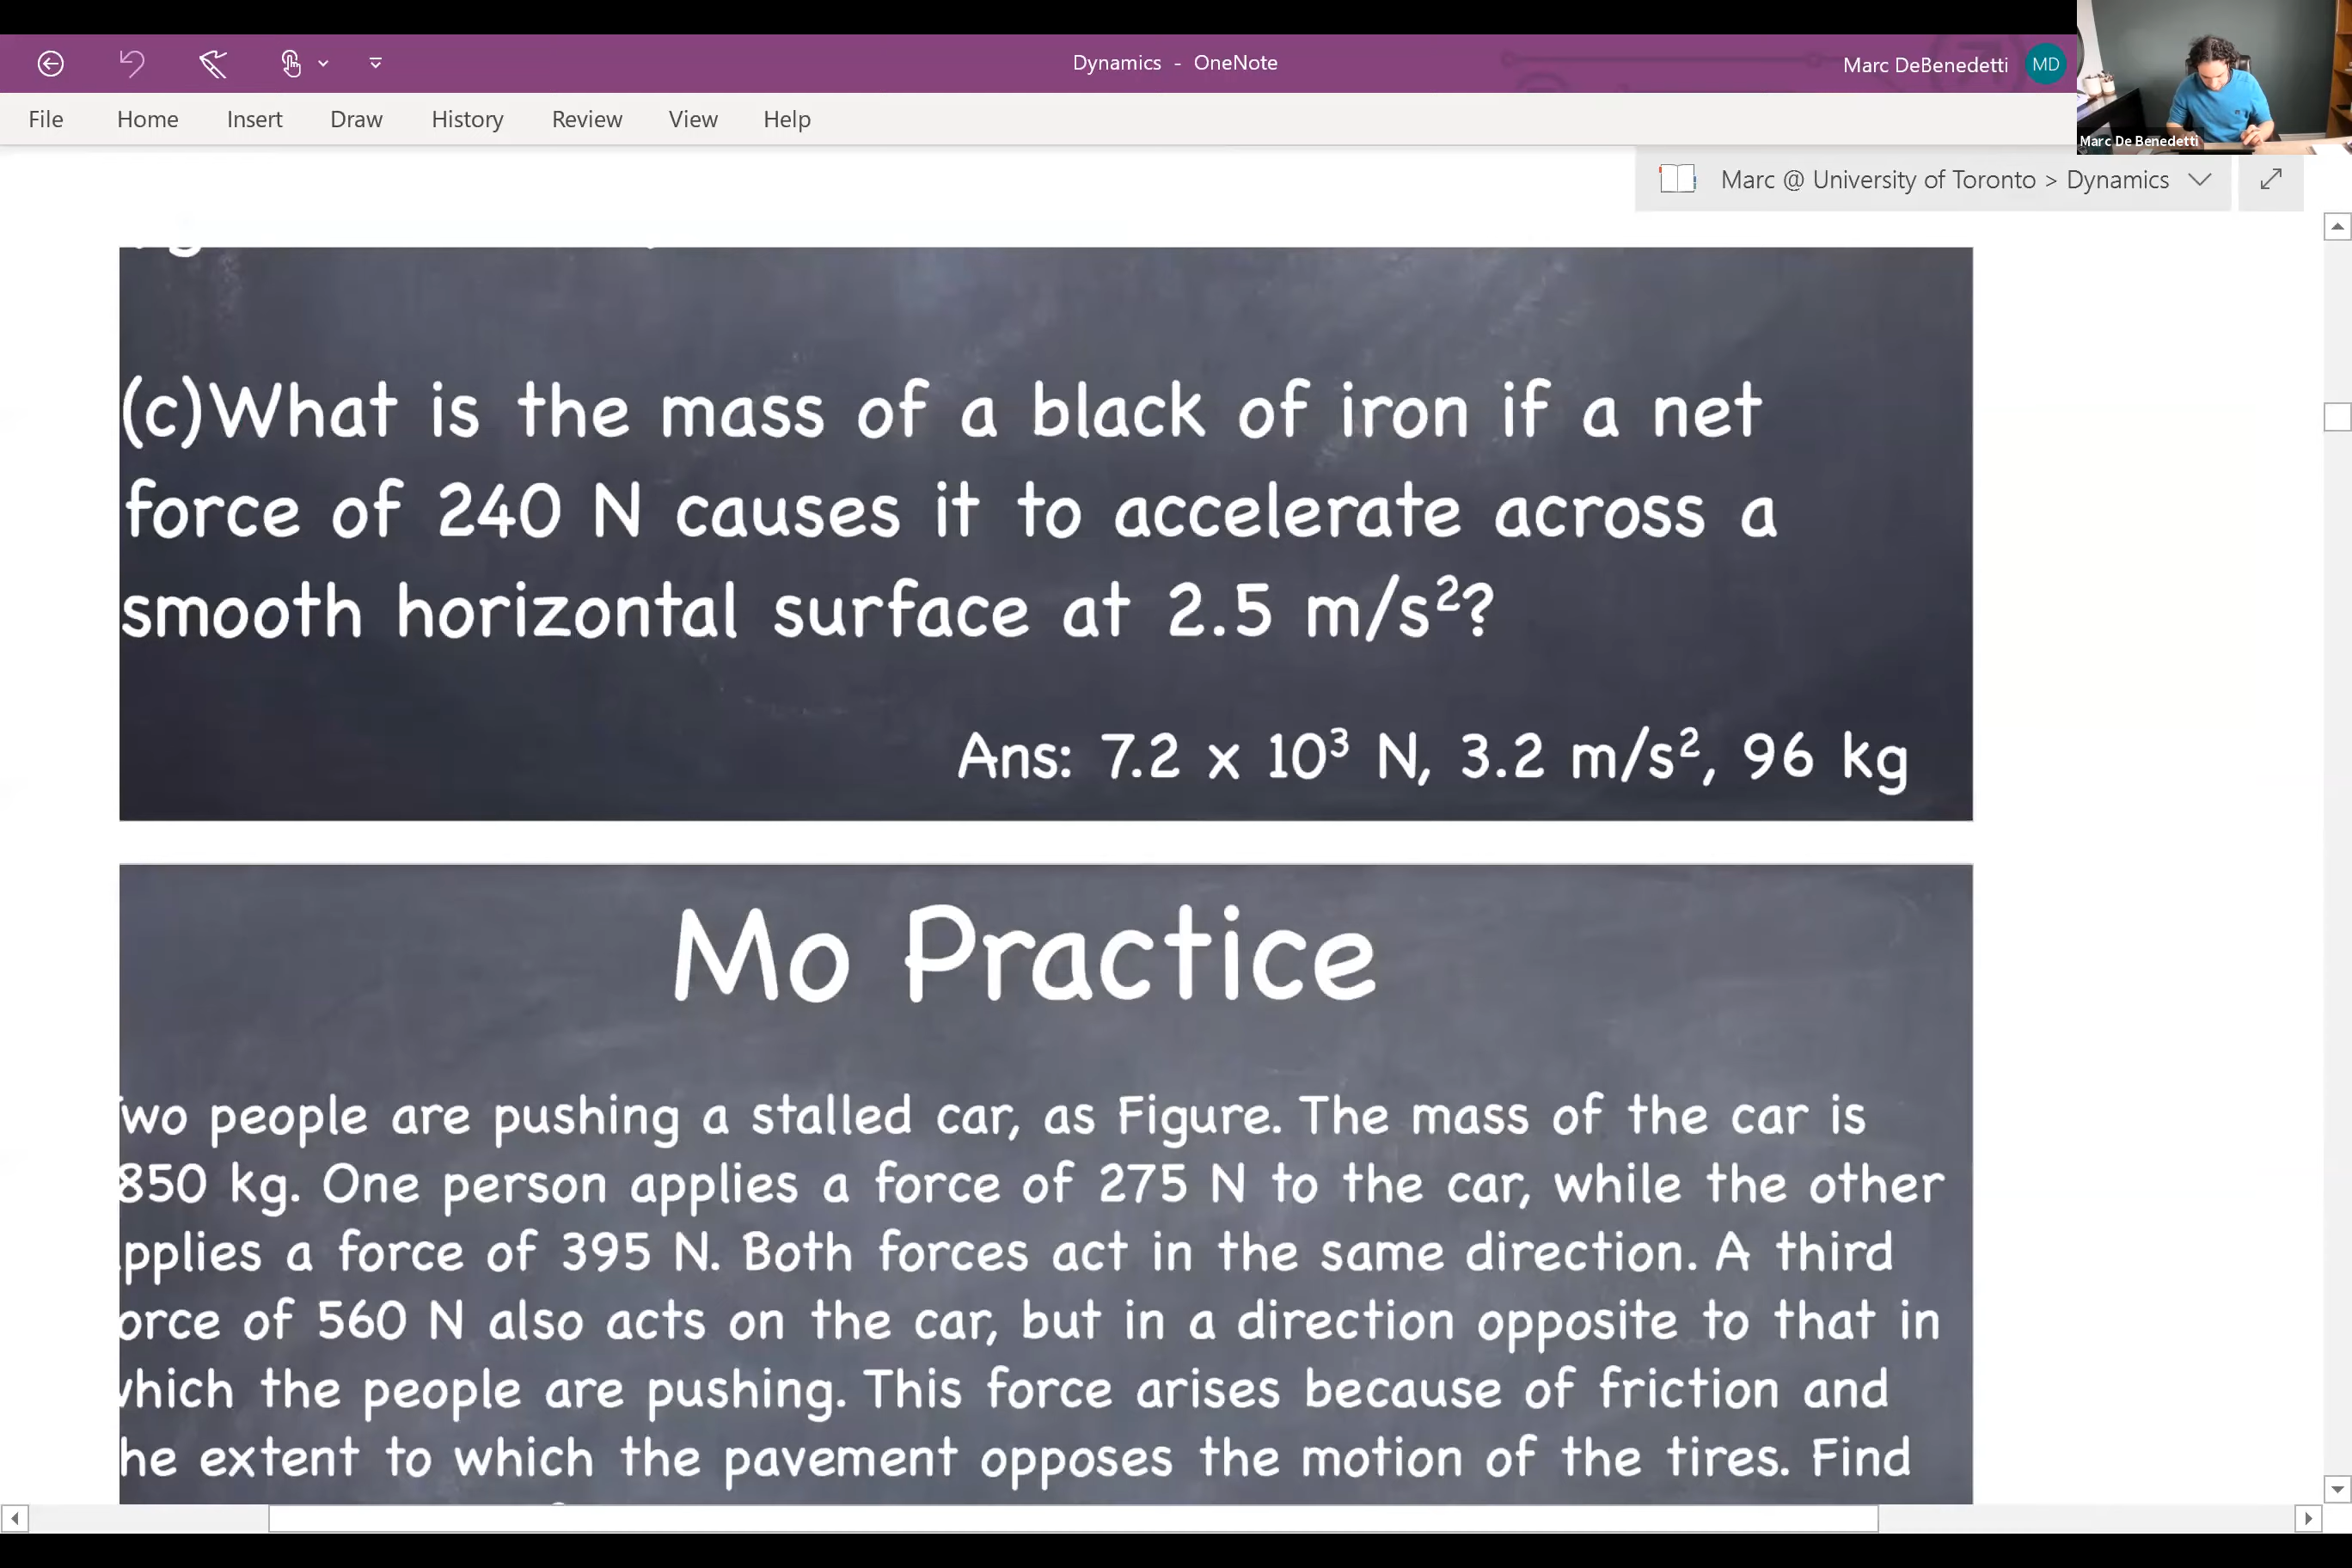 Dynamics - OneNote
Marc DeBenedetti MD
File Home Insert Draw History Review View Help
Marc De Benedetti
Marc @ University of Toronto > Dynamics
(c)What is the mass of a black of iron if a net
force of 240 N causes it to accelerate across a
smooth horizontal surface at 2.5 m/s²?
Ans: 7.2 x 10³ N, 3.2 m/s², 96 kg
Mo Practice
wo people are pushing a stalled car, as Figure. The mass of the car is
850 kg. One person applies a force of 275 N to the car, while the other
pplies a force of 395 N. Both forces act in the same direction. A third
orce of 560 N also acts on the car, but in a direction opposite to that in
hich the people are pushing. This force arises because of friction and
he extent to which the pavement opposes the motion of the tires. Find